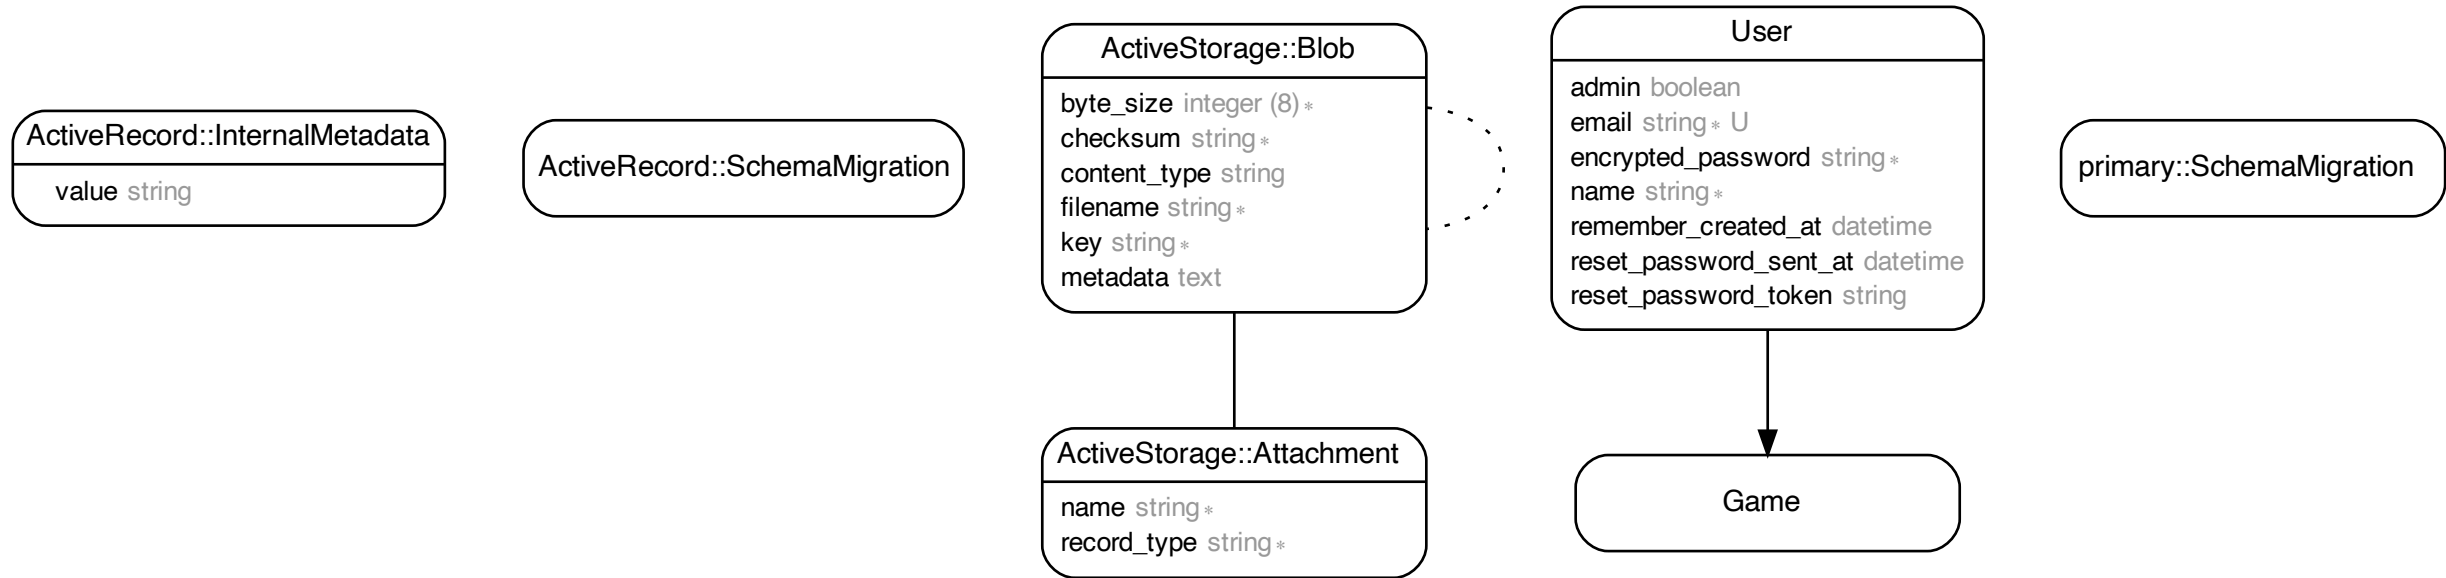 ActiveRecord::InternalMetadata
value string
ActiveRecord::SchemaMigration
ActiveStorage::Blob
byte_size integer (8) *
checksum string *
content_type string
filename string *
key string *
metadata text
ActiveStorage::Attachment
name string *
record_type string *
User
admin boolean
email string * U
encrypted_password string *
name string *
remember_created_at datetime
reset_password_sent_at datetime
reset_password_token string
Game
primary::SchemaMigration